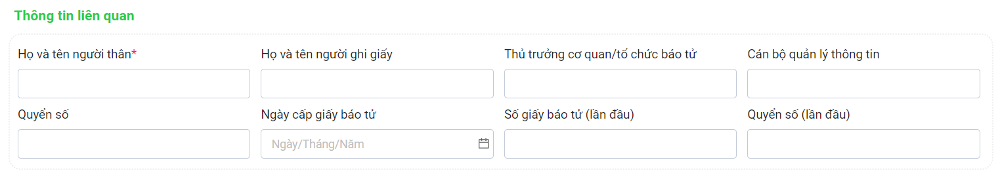 Thông tin liên quan
Họ và tên người thân* Họ và tên người ghi giấy Thủ trưởng cơ quan/tổ chức báo tử Cán bộ quản lý thông tin
Quyển số Ngày cấp giấy báo tử Số giấy báo tử (lần đầu) Quyển số (lần đầu)
Ngày/Tháng/Năm